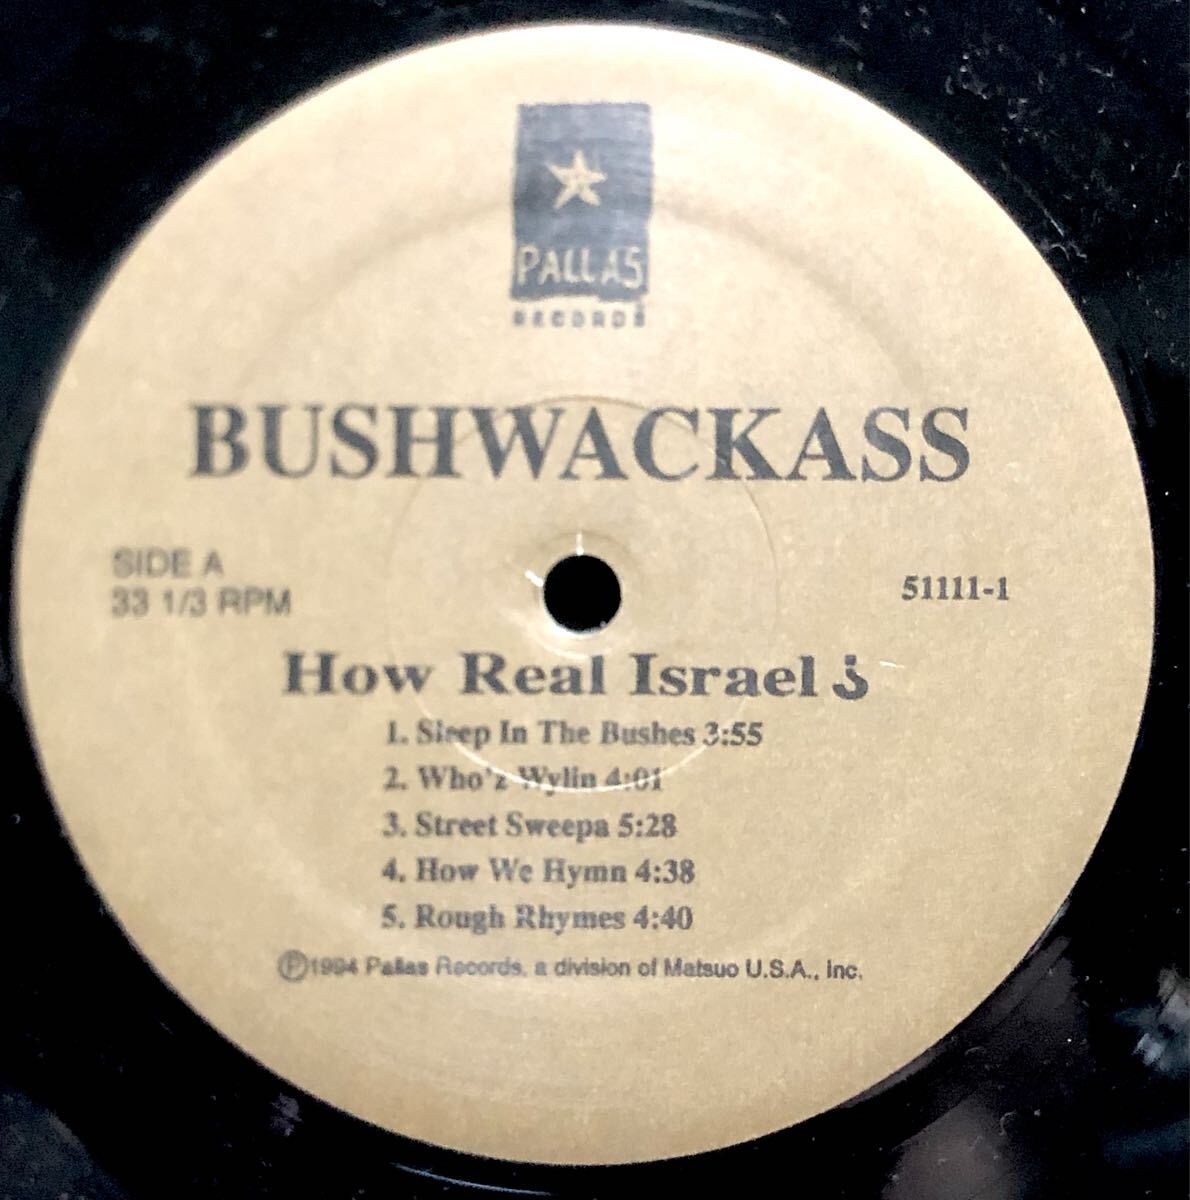 PALLAS
RECORDS
BUSHWACKASS
SIDE A
33 1/3 RPM
51111-1
How Real Israel ¿
1. Sleep In The Bushes 3:55
2. Who'z Wylin 4:01
3. Street Sweepa 5:28
4. How We Hymn 4:38
5. Rough Rhymes 4:40
℗1994 Pallas Records, a division of Matsuo U.S.A., Inc.